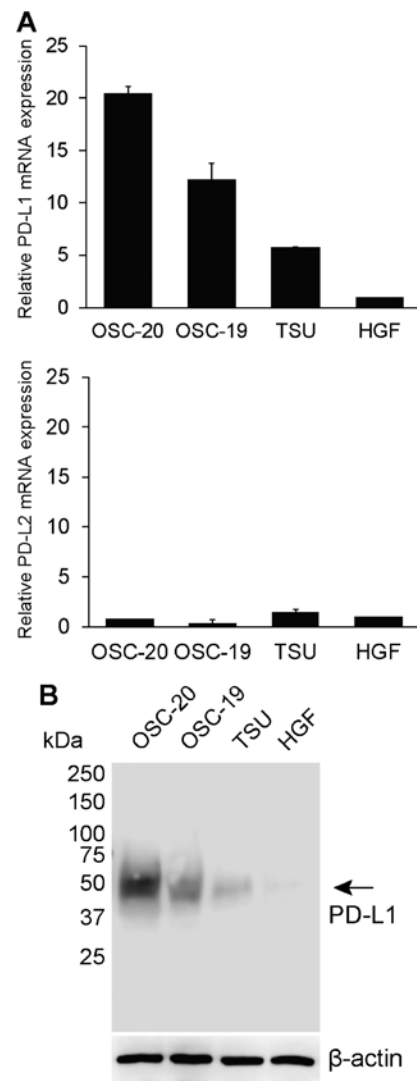 A
Relative PD-L1 mRNA expression
25
20
15
10
5
0
OSC-20 OSC-19 TSU HGF
Relative PD-L2 mRNA expression
25
20
15
10
5
0
OSC-20 OSC-19 TSU HGF
B
kDa
OSC-20 OSC-19 TSU HGF
250
150
100
75
50
37
25
PD-L1
β-actin